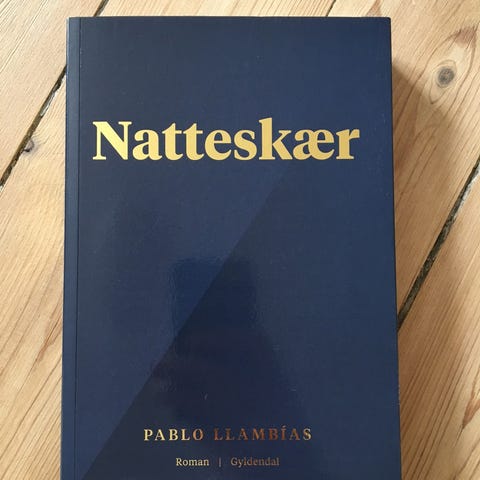 Natteskær
PABLO LLAMBÍAS
Roman | Gyldendal